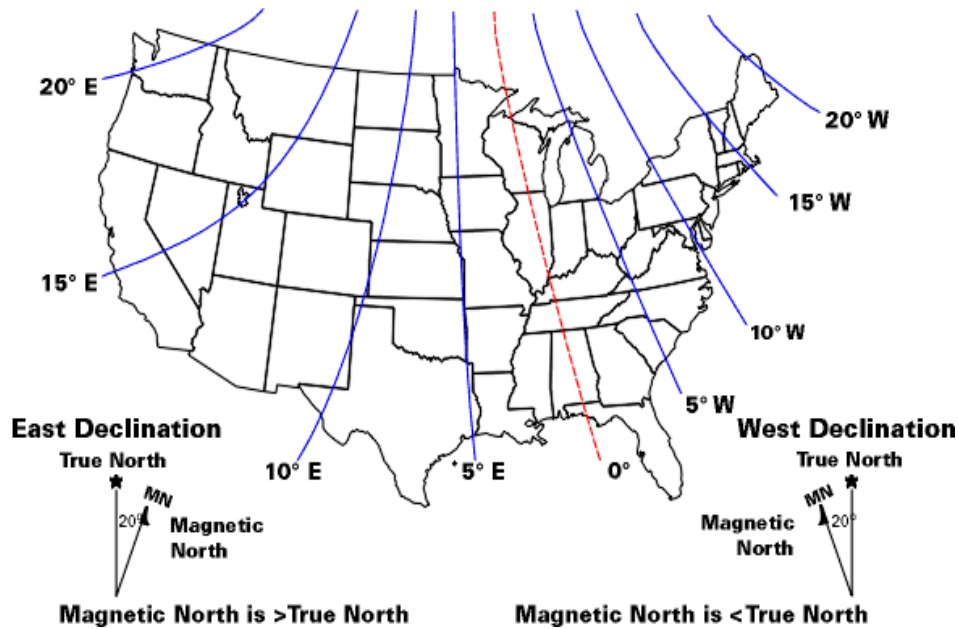 20° E
20° W
15° W
15° E
10° W
5° W
East Declination
True North
MN
20°
Magnetic
North
10° E
5° E
0°
West Declination
True North
MN
20°
Magnetic
North
Magnetic North is >True North
Magnetic North is <True North